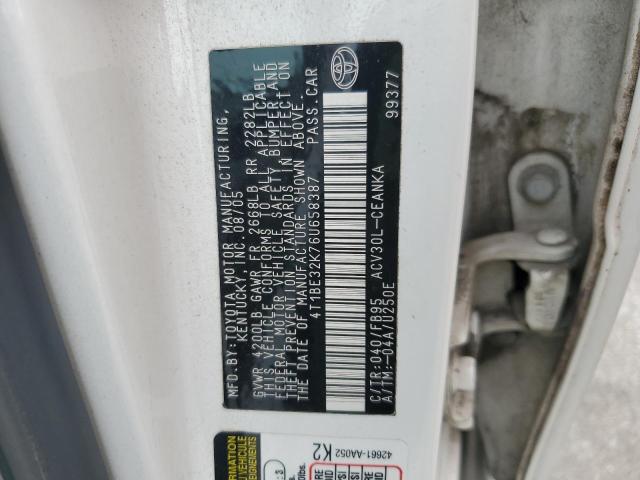 MFD.BY:TOYOTA MOTOR MANUFACTURING,
KENTUCKY, INC. 08/05
GVWR 4200LB GAWR FR 2668LB RR 2282LB
THIS VEHICLE CONFORMS TO ALL APPLICABLE
FEDERAL MOTOR VEHICLE SAFETY BUMPER, AND
THEFT PREVENTION STANDARDS IN EFFECT ON
THE DATE OF MANUFACTURE SHOWN ABOVE.
4T1BE32K76U658387 PASS.CAR
C/TR:040/FB95 ACV30L-CEANKA
A/TM:-04A/U250E 99377
42661-AA052
K2